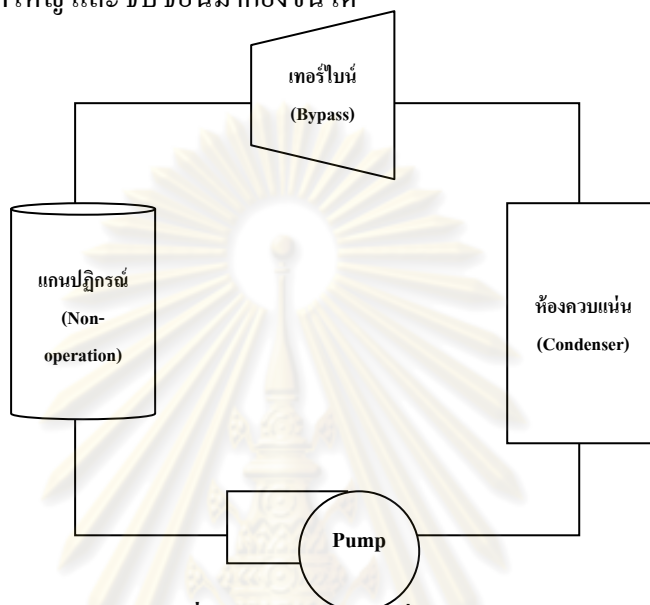 เทอร์ไบน์
(Bypass)
แกนปฏิกรณ์
(Non-
operation)
ห้องควบแน่น
(Condenser)
Pump